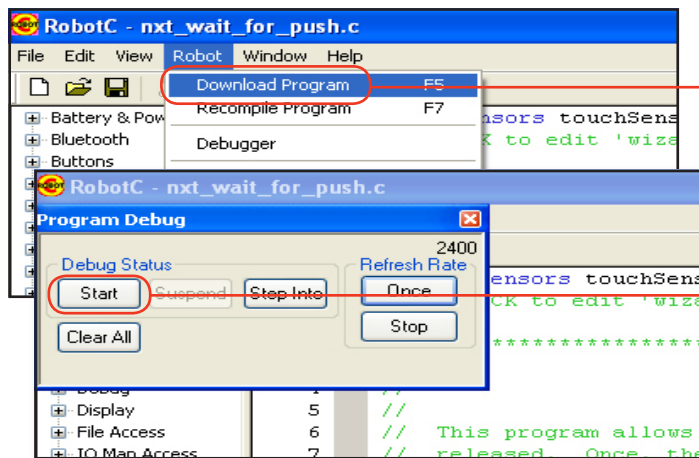 ROBOT RobotC - nxt_wait_for_push.c
File Edit View Robot Window Help
Download Program F5
Recompile Program F7
Debugger
Battery & Pow
Bluetooth
Buttons
nsors touchSens
K to edit 'wiza
RobotC - nxt_wait_for_push.c
Program Debug
2400
Debug Status
Refresh Rate
Start Suspend Step Into Once
Clear All Stop
ensors touchSens
CK to edit 'wiza
****************
Debug
Display 5 //
File Access 6 // This program allows
IO Map Access 7 // released. Once, the